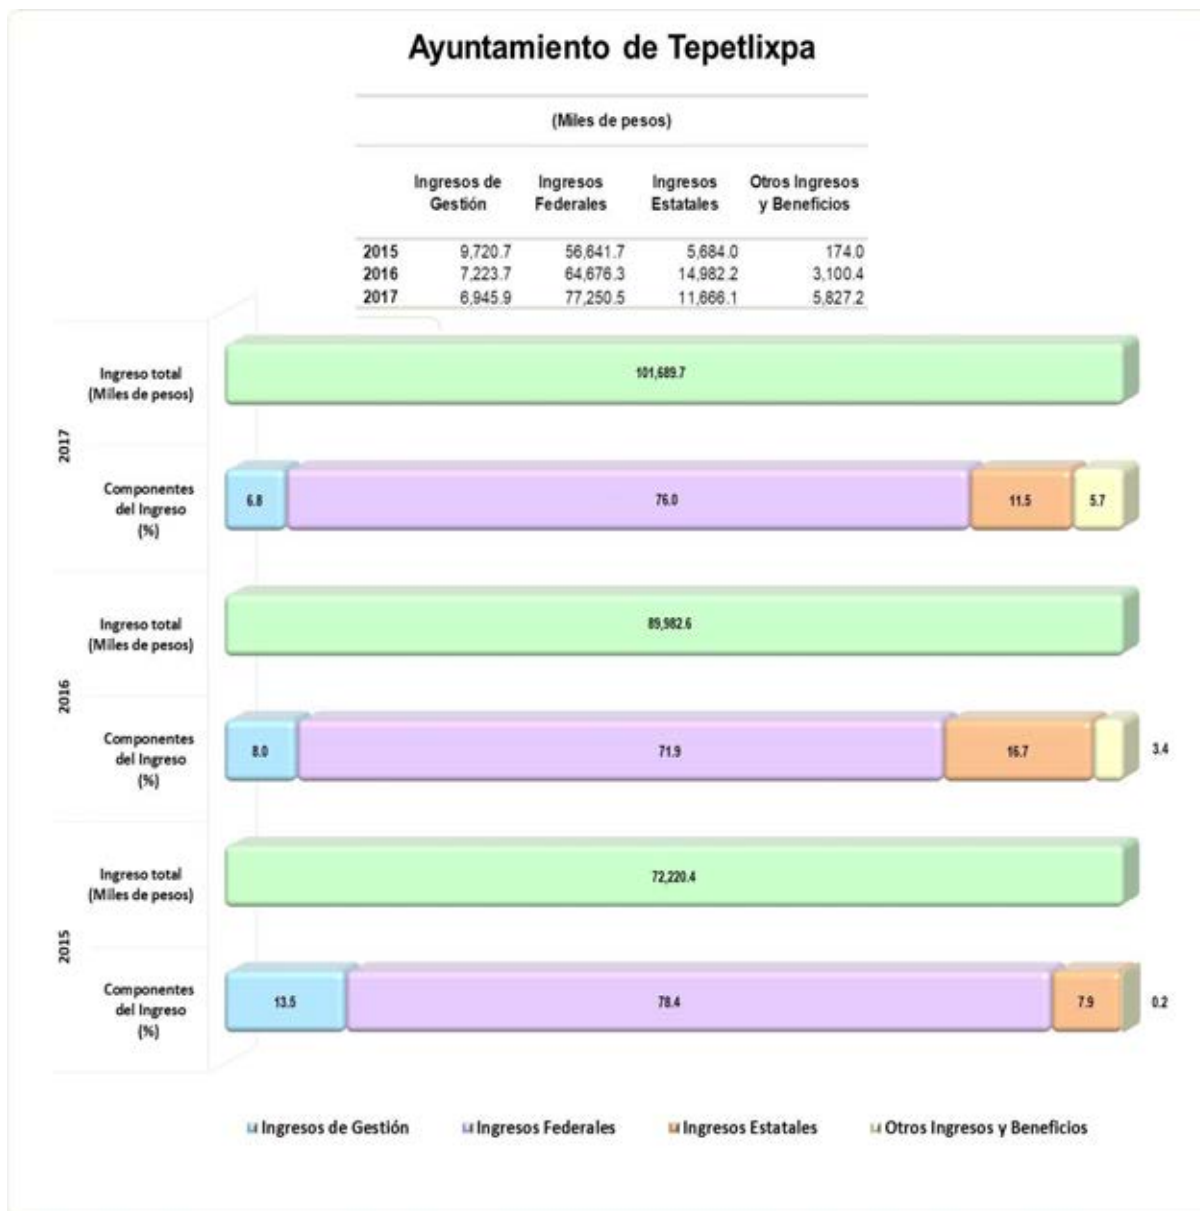 Ayuntamiento de Tepetlixpa
(Miles de pesos)
Ingresos de Gestión Ingresos Federales Ingresos Estatales Otros Ingresos y Beneficios
2015 9,720.7 56,641.7 5,684.0 174.0
2016 7,223.7 64,676.3 14,982.2 3,100.4
2017 6,945.9 77,250.5 11,666.1 5,827.2
2017
Ingreso total
(Miles de pesos)
101,689.7
Componentes
del Ingreso
(%)
6.8 76.0 11.5 5.7
2016
Ingreso total
(Miles de pesos)
89,982.6
Componentes
del Ingreso
(%)
8.0 71.9 16.7 3.4
2015
Ingreso total
(Miles de pesos)
72,220.4
Componentes
del Ingreso
(%)
13.5 78.4 7.9 0.2
Ingresos de Gestión Ingresos Federales Ingresos Estatales Otros Ingresos y Beneficios